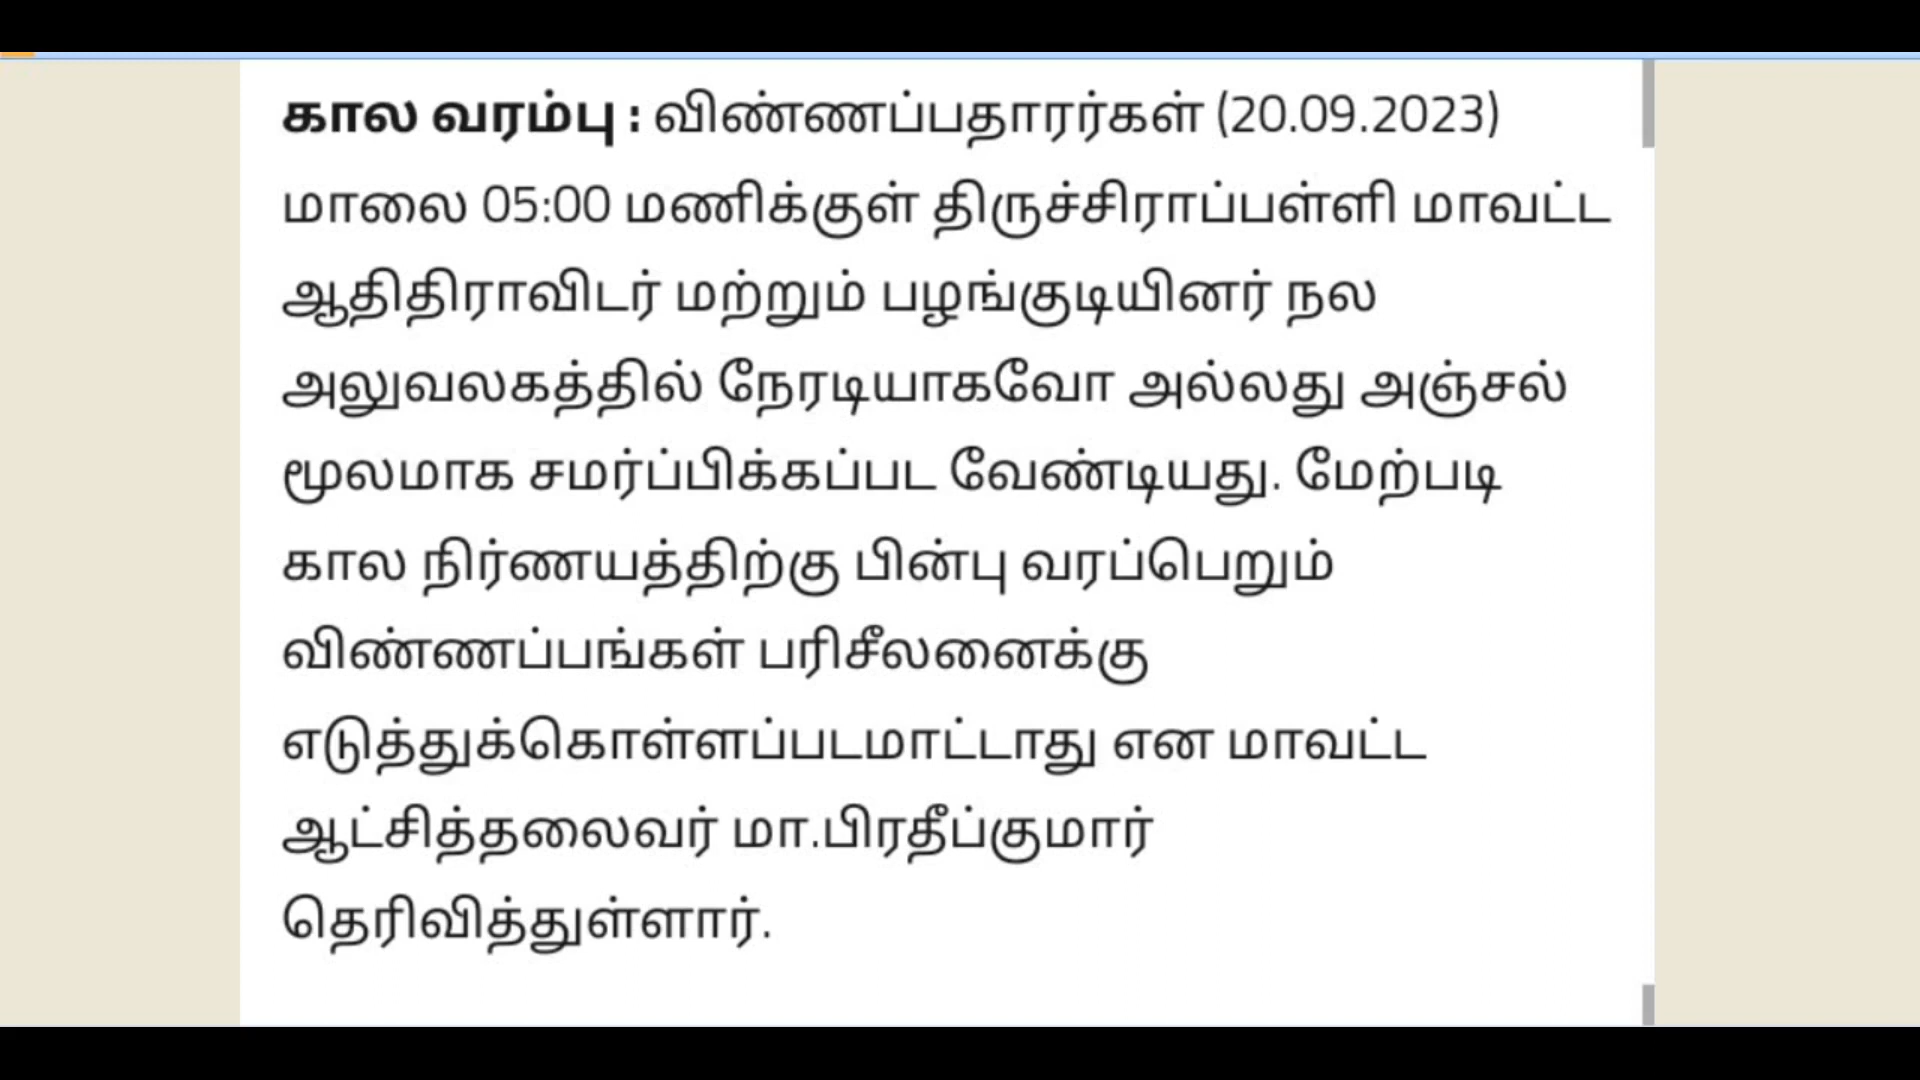 கால வரம்பு : விண்ணப்பதாரர்கள் (20.09.2023)
மாலை 05:00 மணிக்குள் திருச்சிராப்பள்ளி மாவட்ட
ஆதிதிராவிடர் மற்றும் பழங்குடியினர் நல
அலுவலகத்தில் நேரடியாகவோ அல்லது அஞ்சல்
மூலமாக சமர்ப்பிக்கப்பட வேண்டியது. மேற்படி
கால நிர்ணயத்திற்கு பின்பு வரப்பெறும்
விண்ணப்பங்கள் பரிசீலனைக்கு
எடுத்துக்கொள்ளப்படமாட்டாது என மாவட்ட
ஆட்சித்தலைவர் மா.பிரதீப்குமார்
தெரிவித்துள்ளார்.